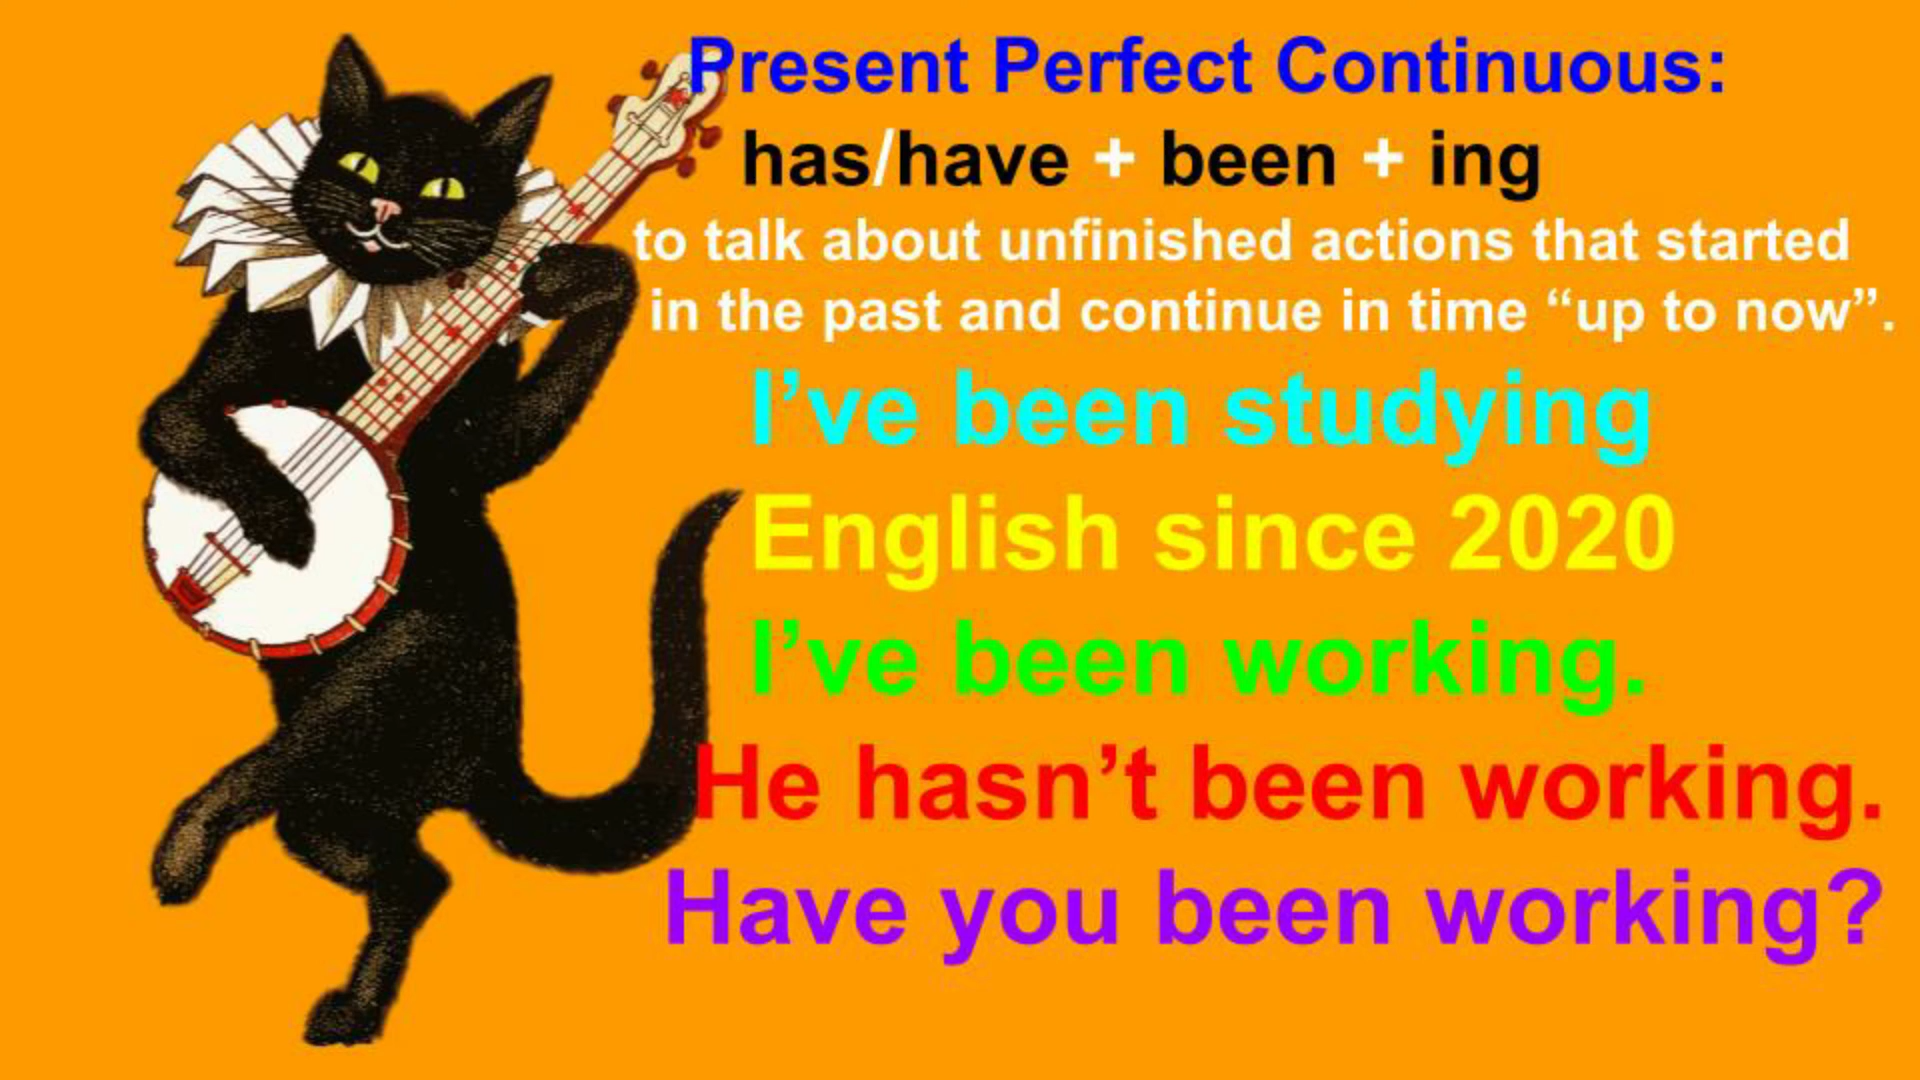 Present Perfect Continuous:
has/have + been + ing
to talk about unfinished actions that started
in the past and continue in time “up to now”.
I’ve been studying
English since 2020
I’ve been working.
He hasn’t been working.
Have you been working?